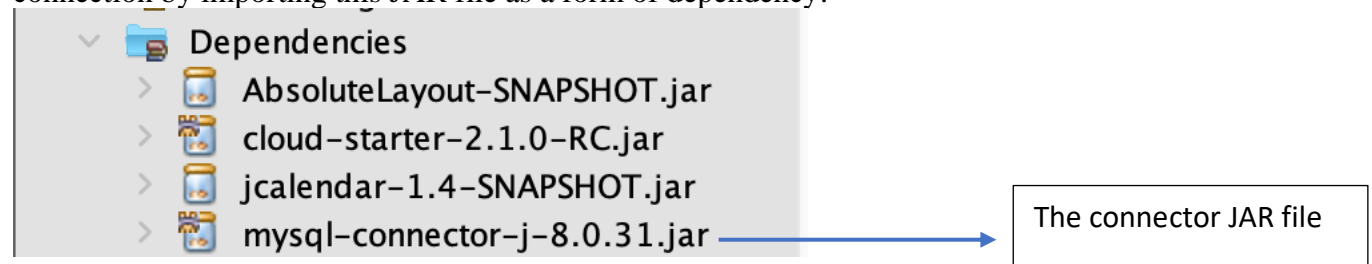 connection by importing this JAR file as a form of dependency.
Dependencies
AbsoluteLayout-SNAPSHOT.jar
cloud-starter-2.1.0-RC.jar
jcalendar-1.4-SNAPSHOT.jar
mysql-connector-j-8.0.31.jar
The connector JAR file